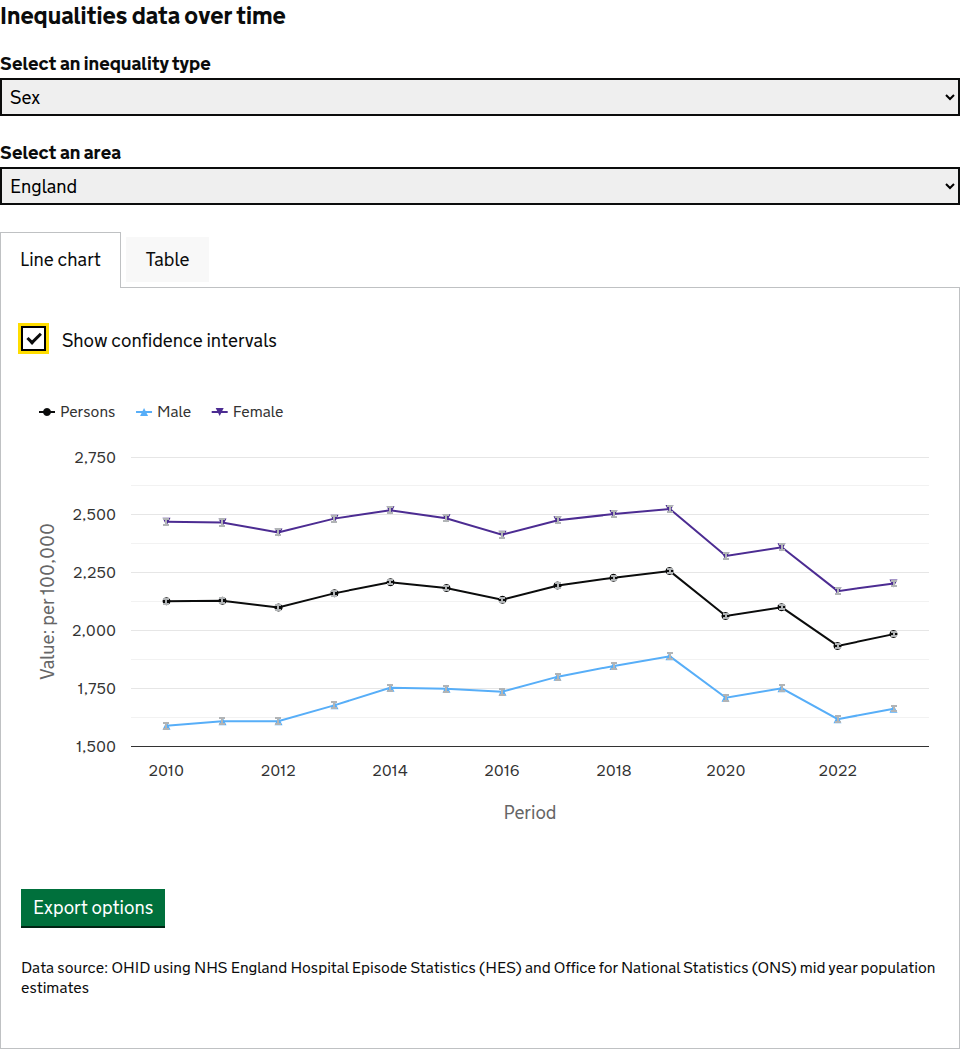 Inequalities data over time
Select an inequality type
Sex
Select an area
England
Line chart
Table
Show confidence intervals
Persons
Male
Female
2,750
2,500
2,250
2,000
1,750
1,500
Value: per 100,000
2010
2012
2014
2016
2018
2020
2022
Period
Export options
Data source: OHID using NHS England Hospital Episode Statistics (HES) and Office for National Statistics (ONS) mid year population
estimates